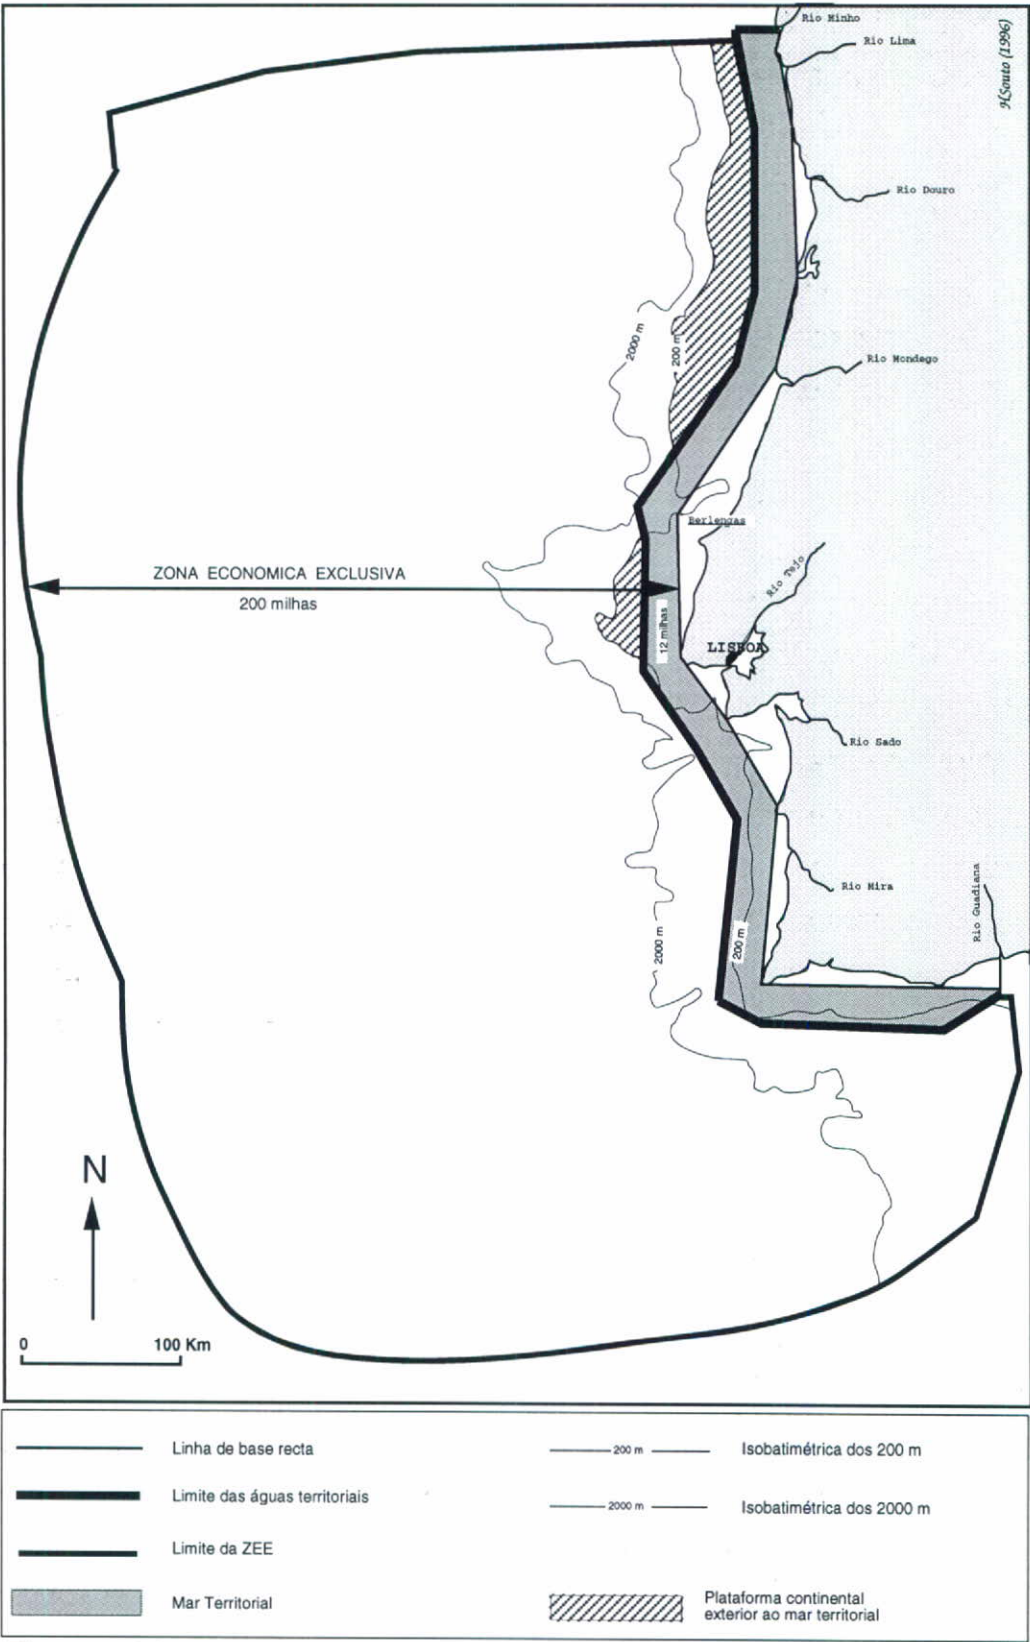 Rio Minho
Rio Lima
HSouto (1996)
Rio Douro
2000 m
200 m
Rio Mondego
Berlengas
ZONA ECONOMICA EXCLUSIVA
200 milhas
Rio Tejo
12 milhas
LISBOA
Rio Sado
Rio Mira
Rio Guadiana
2000 m
200 m
N
0 100 Km
Linha de base recta
200 m
Isobatimétrica dos 200 m
Limite das águas territoriais
2000 m
Isobatimétrica dos 2000 m
Limite da ZEE
Mar Territorial
Plataforma continental
exterior ao mar territorial